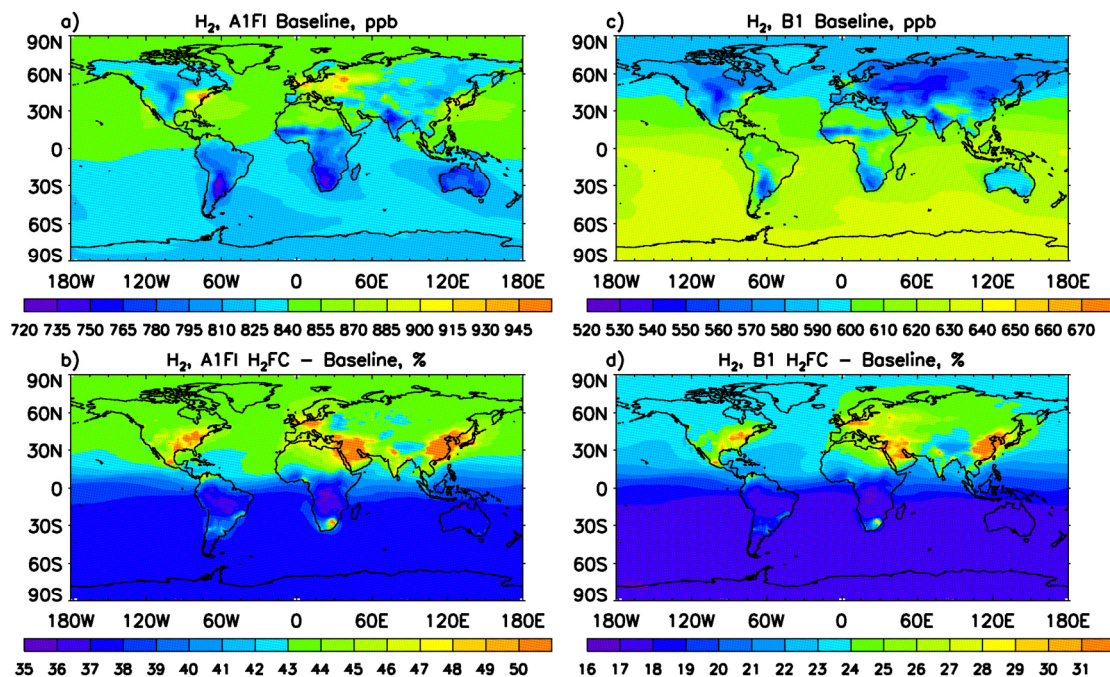 a) H2, A1FI Baseline, ppb
90N
60N
30N
0
30S
60S
90S
180W 120W 60W 0 60E 120E 180E
720 735 750 765 780 795 810 825 840 855 870 885 900 915 930 945
c) H2, B1 Baseline, ppb
90N
60N
30N
0
30S
60S
90S
180W 120W 60W 0 60E 120E 180E
520 530 540 550 560 570 580 590 600 610 620 630 640 650 660 670
b) H2, A1FI H2FC – Baseline, %
90N
60N
30N
0
30S
60S
90S
180W 120W 60W 0 60E 120E 180E
35 36 37 38 39 40 41 42 43 44 45 46 47 48 49 50
d) H2, B1 H2FC – Baseline, %
90N
60N
30N
0
30S
60S
90S
180W 120W 60W 0 60E 120E 180E
16 17 18 19 20 21 22 23 24 25 26 27 28 29 30 31